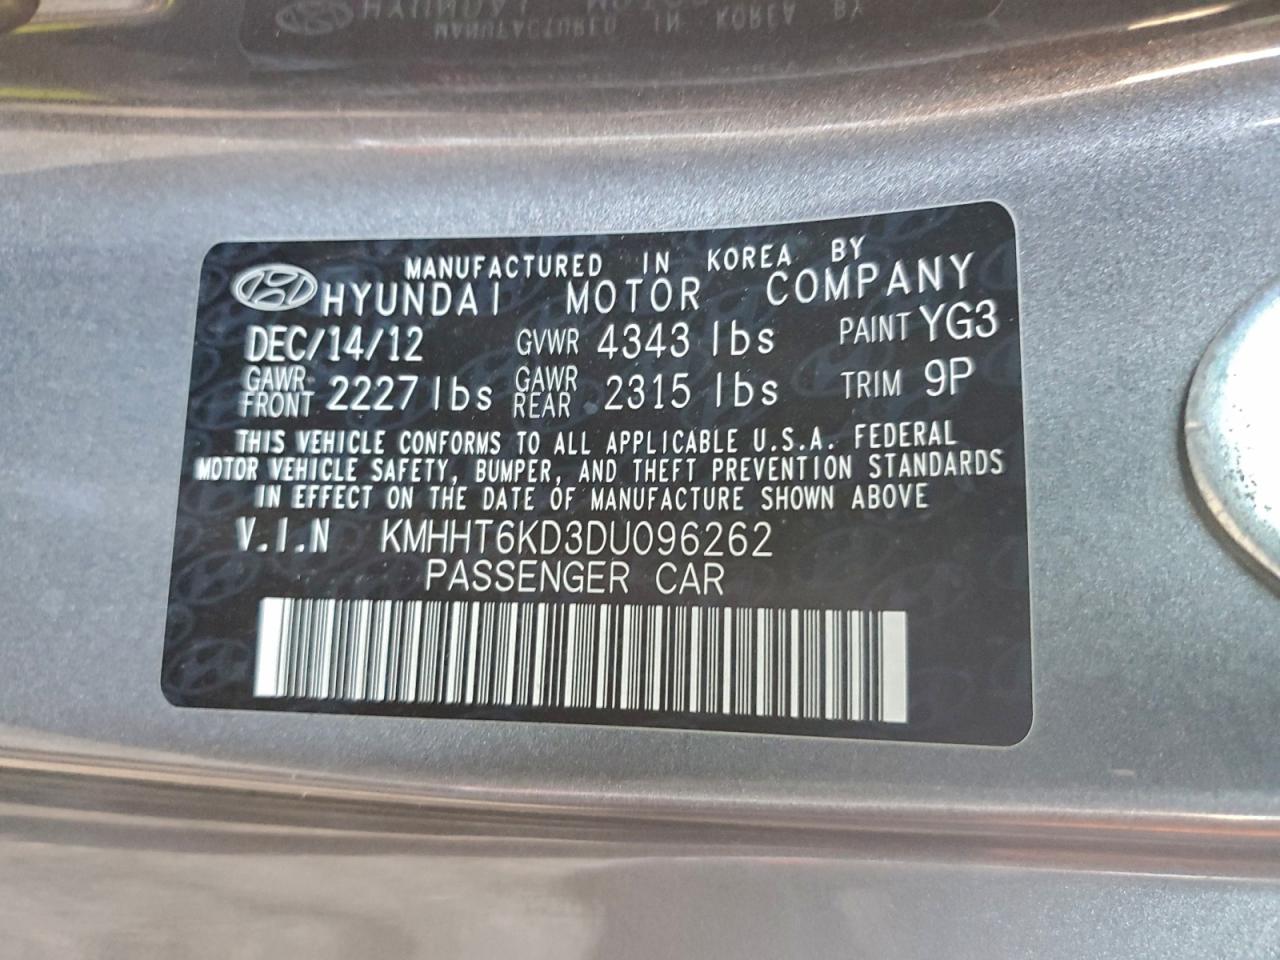 MANUFACTURED IN KOREA BY
HYUNDAI MOTOR COMPANY
DEC/14/12 GVWR 4343 lbs PAINT YG3
GAWR FRONT 2227 lbs GAWR REAR 2315 lbs TRIM 9P
THIS VEHICLE CONFORMS TO ALL APPLICABLE U.S.A. FEDERAL
MOTOR VEHICLE SAFETY, BUMPER, AND THEFT PREVENTION STANDARDS
IN EFFECT ON THE DATE OF MANUFACTURE SHOWN ABOVE
V.I.N KMHHT6KD3DU096262
PASSENGER CAR